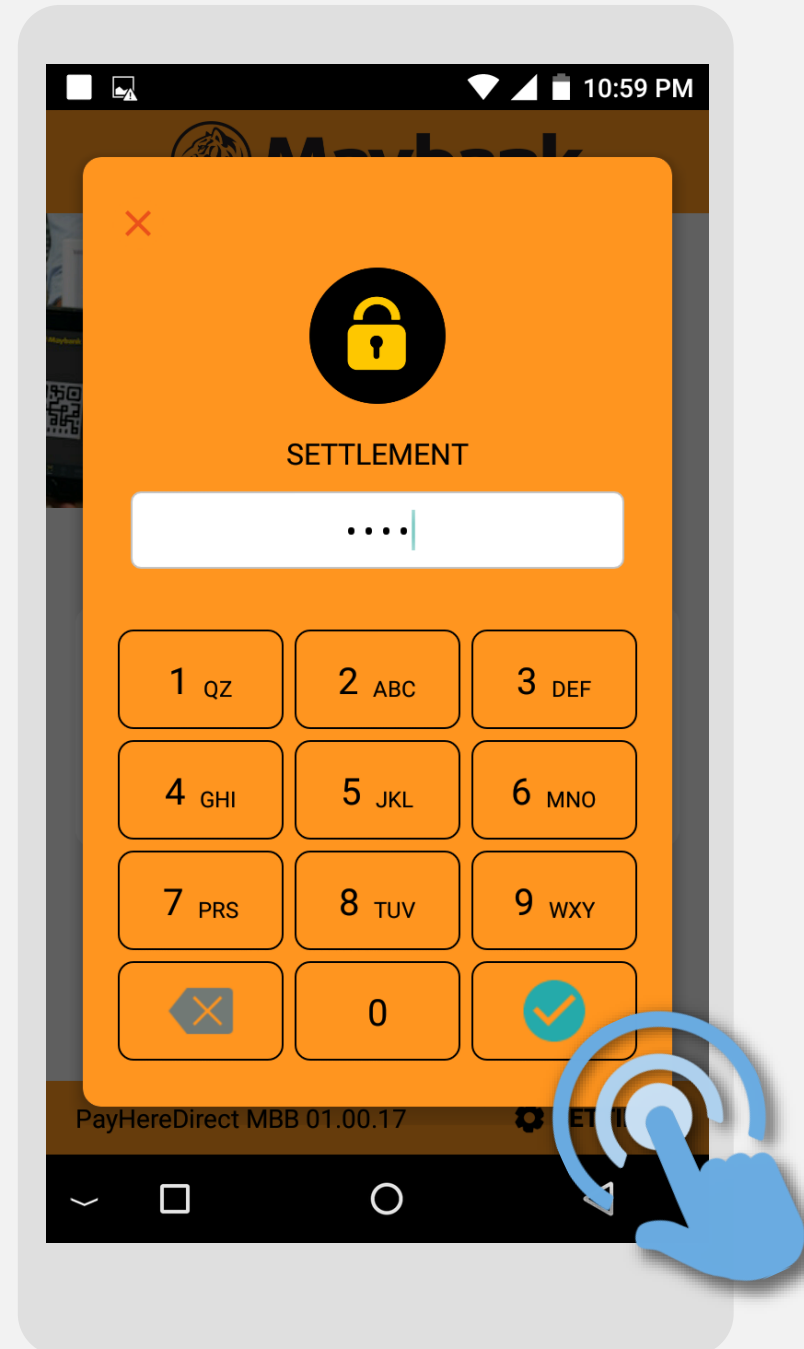 10:59 PM
Maybank
SETTLEMENT
••••
1 QZ
2 ABC
3 DEF
4 GHI
5 JKL
6 MNO
7 PRS
8 TUV
9 WXY
0
PayHereDirect MBB 01.00.17